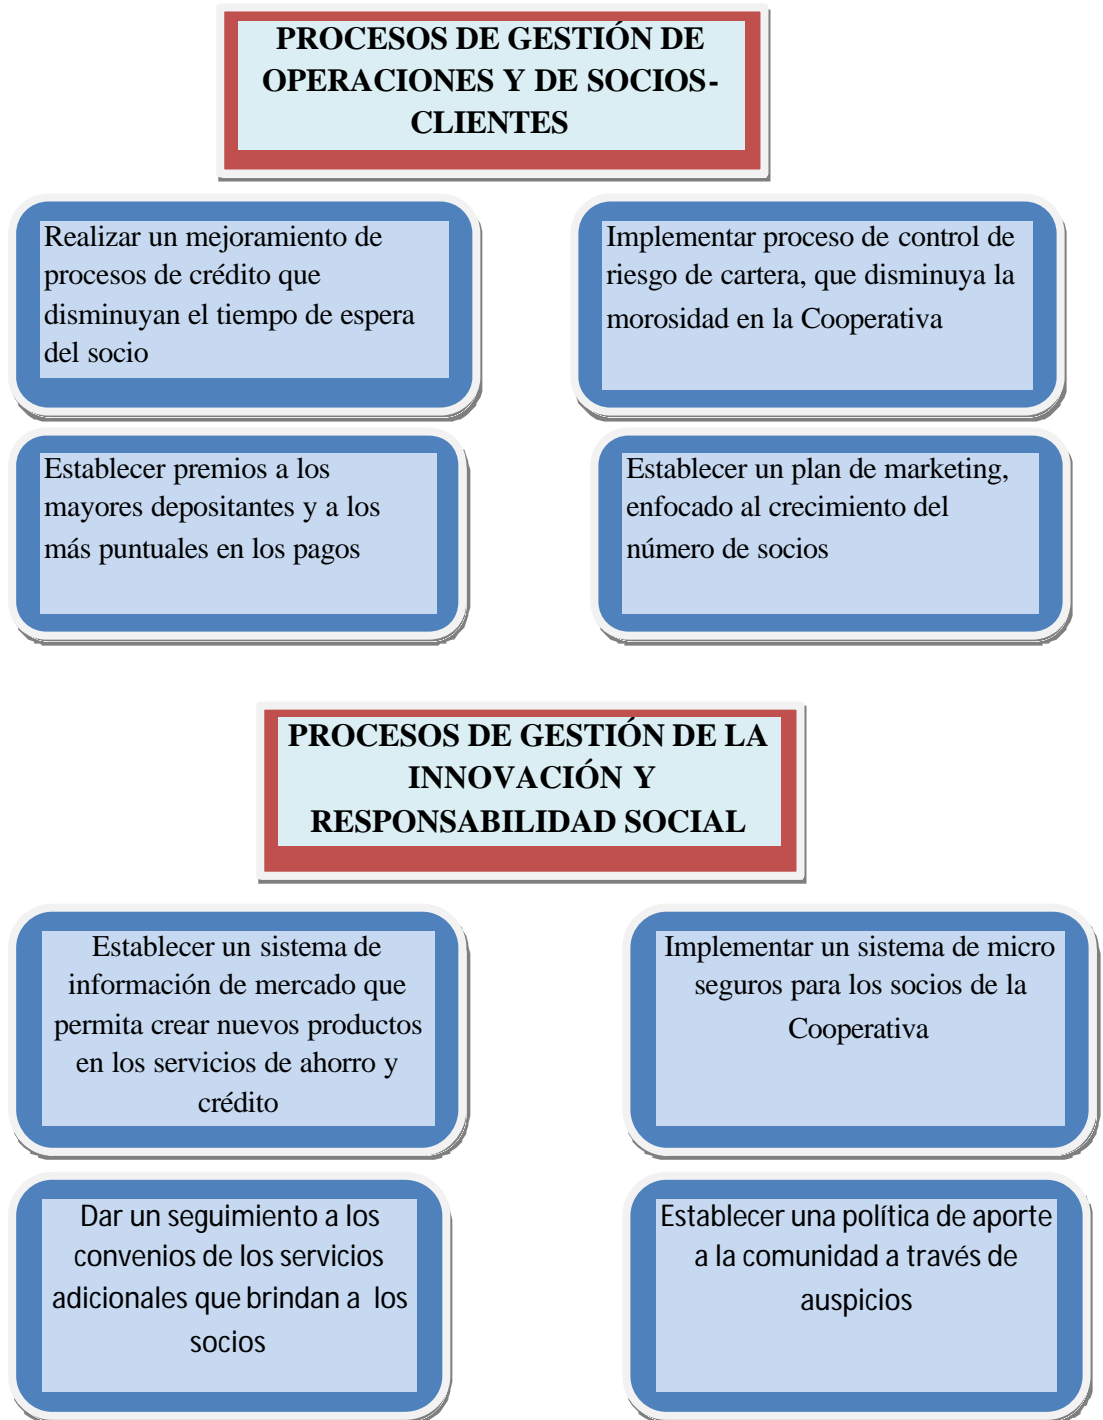 PROCESOS DE GESTIÓN DE
OPERACIONES Y DE SOCIOS-
CLIENTES
Realizar un mejoramiento de
procesos de crédito que
disminuyan el tiempo de espera
del socio
Implementar proceso de control de
riesgo de cartera, que disminuya la
morosidad en la Cooperativa
Establecer premios a los
mayores depositantes y a los
más puntuales en los pagos
Establecer un plan de marketing,
enfocado al crecimiento del
número de socios
PROCESOS DE GESTIÓN DE LA
INNOVACIÓN Y
RESPONSABILIDAD SOCIAL
Establecer un sistema de
información de mercado que
permita crear nuevos productos
en los servicios de ahorro y
crédito
Implementar un sistema de micro
seguros para los socios de la
Cooperativa
Dar un seguimiento a los
convenios de los servicios
adicionales que brindan a los
socios
Establecer una política de aporte
a la comunidad a través de
auspicios